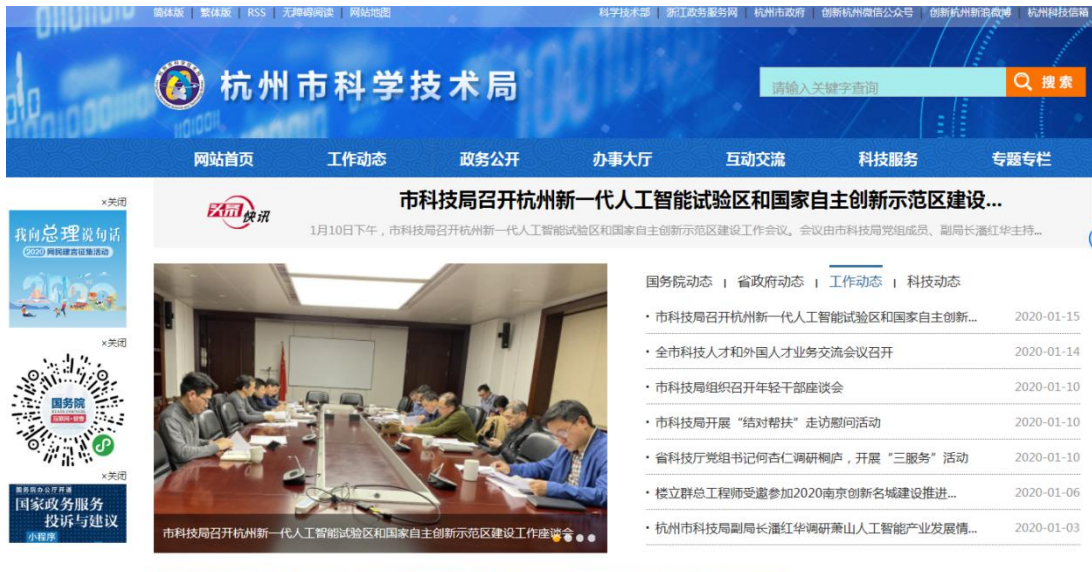 简体版 | 繁体版 | RSS | 无障碍阅读 | 网站地图
科学技术部 | 浙江政务服务网 | 杭州市政府 | 创新杭州微信公众号 | 创新杭州新浪微博 | 杭州科技信箱
杭州市科学技术局
请输入关键字查询
搜索
网站首页 工作动态 政务公开 办事大厅 互动交流 科技服务 专题专栏
×关闭
我向总理说句话
(2020)网民建言征集活动
×关闭
国务院
×关闭
国务院办公厅开通
国家政务服务
投诉与建议
小程序
头条快讯
市科技局召开杭州新一代人工智能试验区和国家自主创新示范区建设...
1月10日下午，市科技局召开杭州新一代人工智能试验区和国家自主创新示范区建设工作会议。会议由市科技局党组成员、副局长潘红华主持...
市科技局召开杭州新一代人工智能试验区和国家自主创新示范区建设工作座谈会
国务院动态 | 省政府动态 | 工作动态 | 科技动态
· 市科技局召开杭州新一代人工智能试验区和国家自主创新... 2020-01-15
· 全市科技人才和外国人才业务交流会议召开 2020-01-14
· 市科技局组织召开年轻干部座谈会 2020-01-10
· 市科技局开展“结对帮扶”走访慰问活动 2020-01-10
· 省科技厅党组书记何杏仁调研桐庐，开展“三服务”活动 2020-01-10
· 楼立群总工程师受邀参加2020南京创新名城建设推进... 2020-01-06
· 杭州市科技局副局长潘红华调研萧山人工智能产业发展情... 2020-01-03